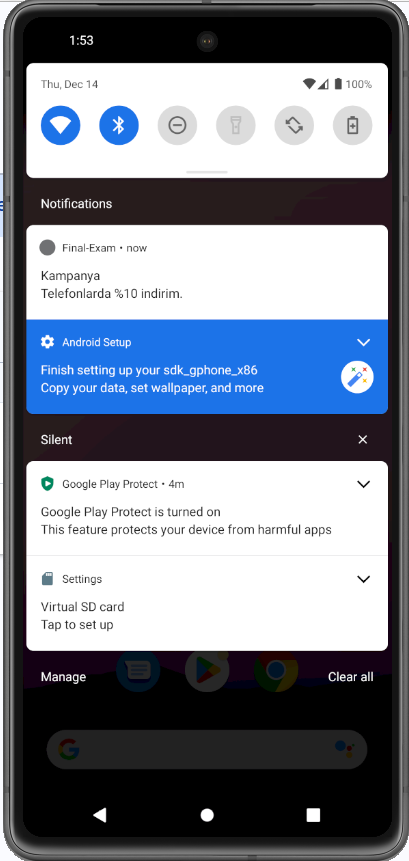 1:53
Thu, Dec 14
100%
Notifications
Final-Exam • now
Kampanya
Telefonlarda %10 indirim.
Android Setup
Finish setting up your sdk_gphone_x86
Copy your data, set wallpaper, and more
Silent
Google Play Protect • 4m
Google Play Protect is turned on
This feature protects your device from harmful apps
Settings
Virtual SD card
Tap to set up
Manage
Clear all